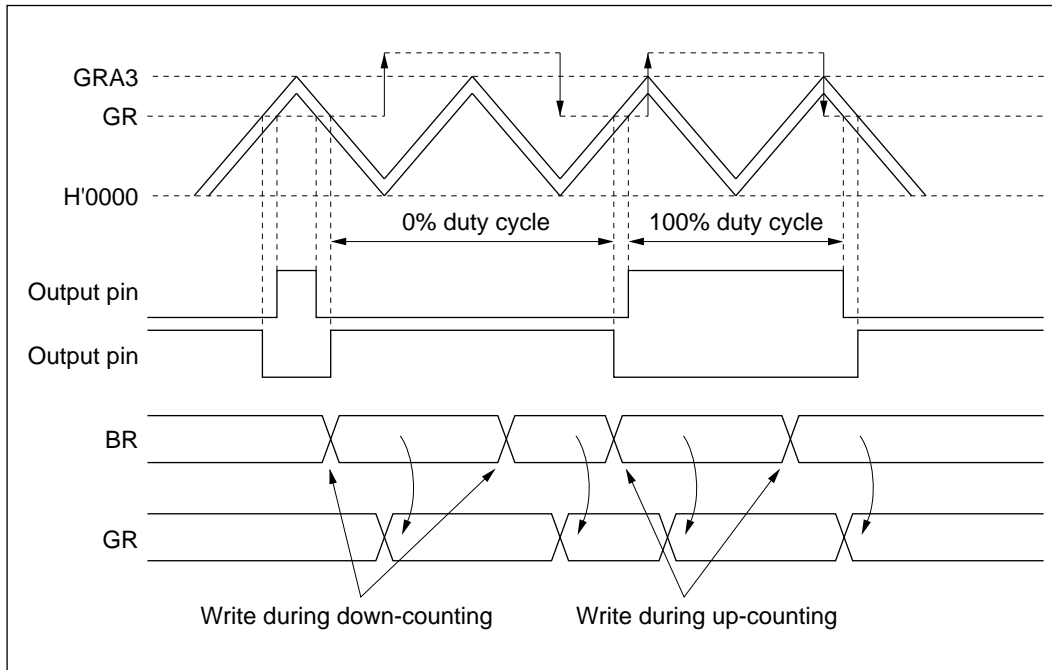 GRA3
GR
H'0000
0% duty cycle
100% duty cycle
Output pin
Output pin
BR
GR
Write during down-counting
Write during up-counting